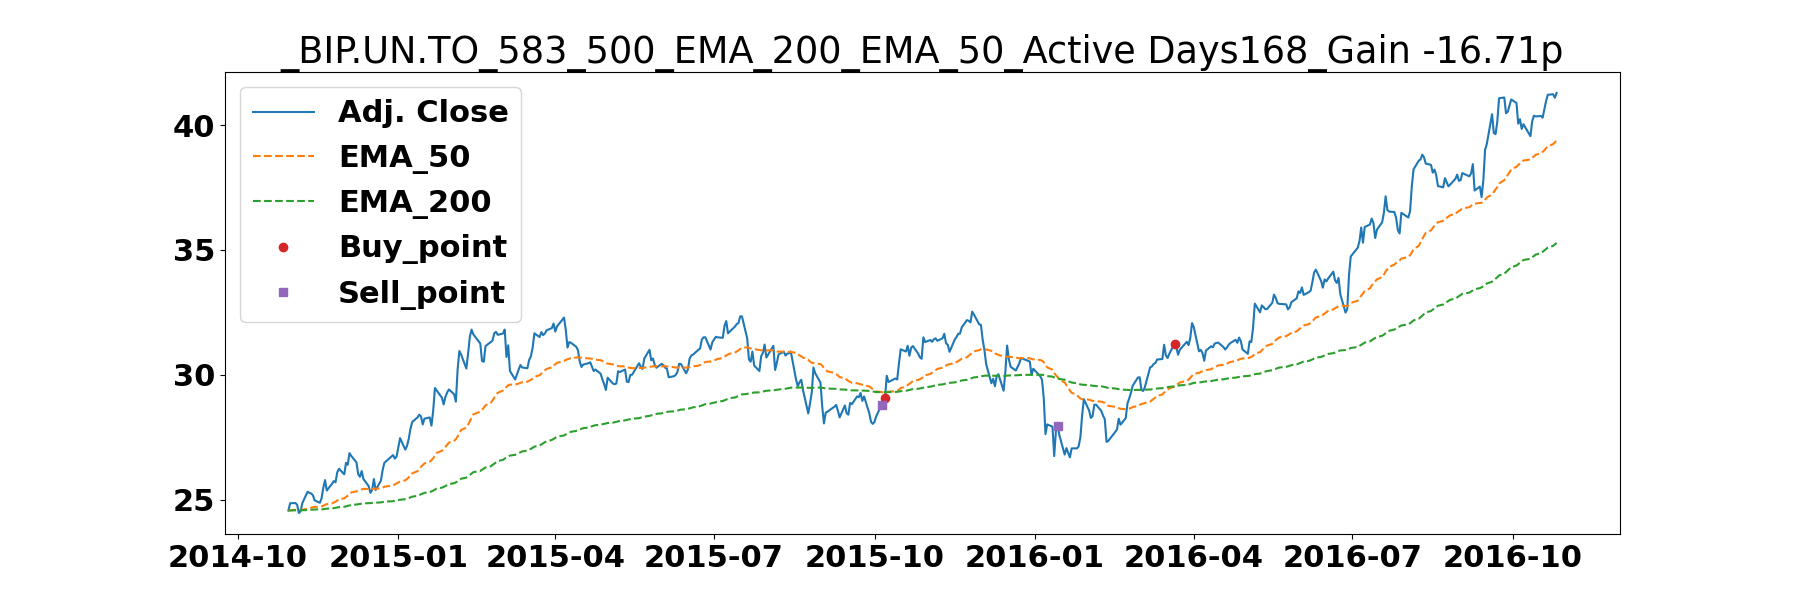 _BIP.UN.TO_583_500_EMA_200_EMA_50_Active Days168_Gain -16.71p
Adj. Close
EMA_50
EMA_200
Buy_point
Sell_point
40
35
30
25
2014-10 2015-01 2015-04 2015-07 2015-10 2016-01 2016-04 2016-07 2016-10